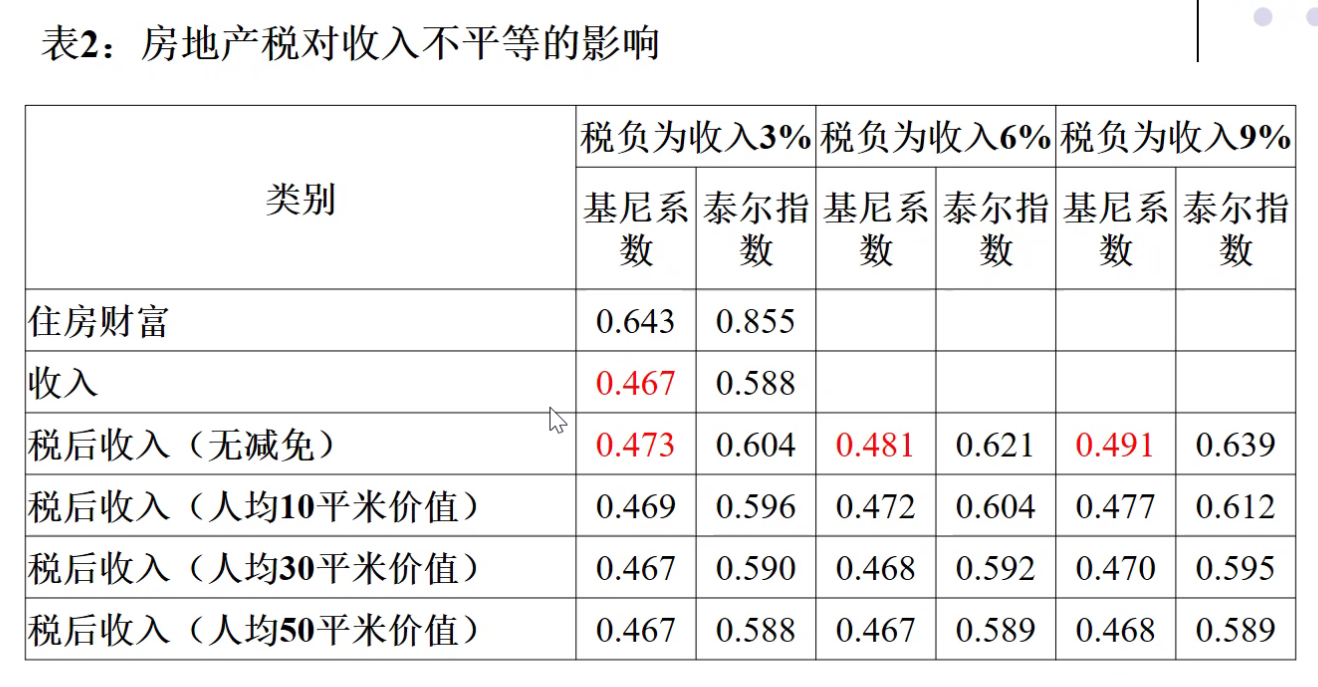 表2：房地产税对收入不平等的影响
类别 税负为收入3% 税负为收入6% 税负为收入9%
基尼系数 泰尔指数 基尼系数 泰尔指数 基尼系数 泰尔指数
住房财富 0.643 0.855
收入 0.467 0.588
税后收入（无减免） 0.473 0.604 0.481 0.621 0.491 0.639
税后收入（人均10平米价值） 0.469 0.596 0.472 0.604 0.477 0.612
税后收入（人均30平米价值） 0.467 0.590 0.468 0.592 0.470 0.595
税后收入（人均50平米价值） 0.467 0.588 0.467 0.589 0.468 0.589